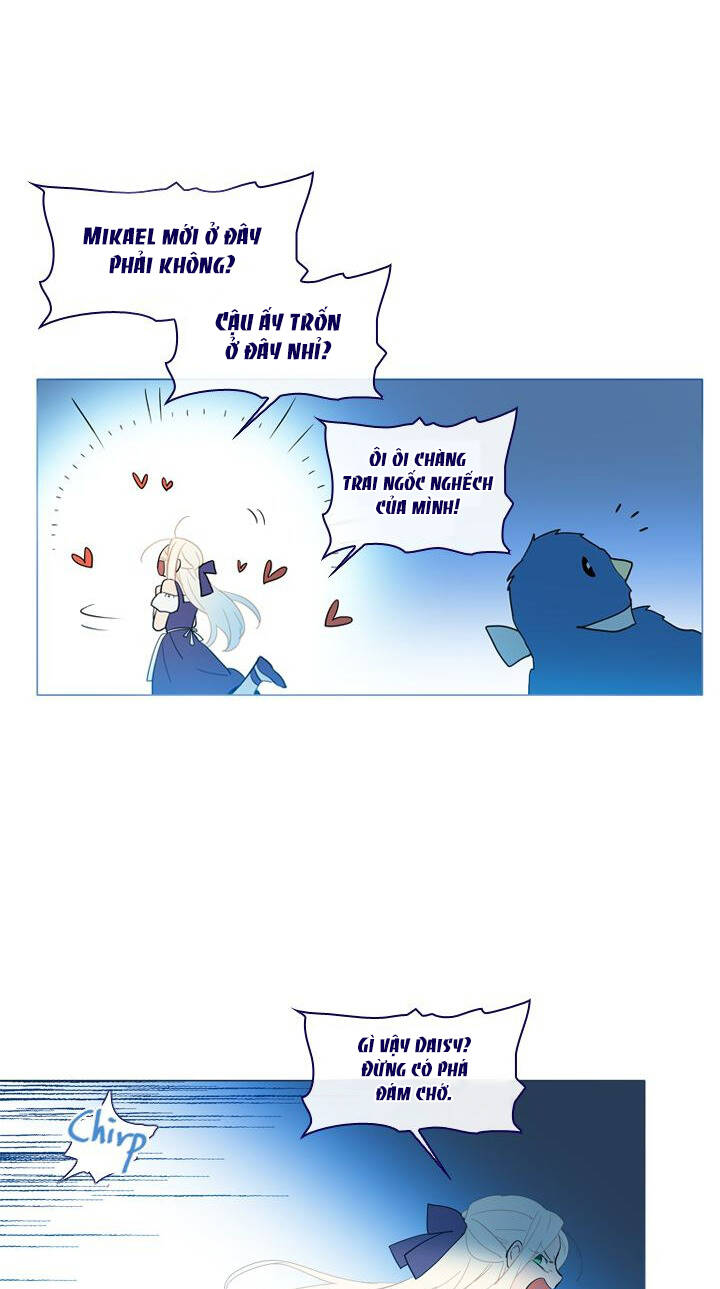 MIKAEL MỚI Ở ĐÂY
PHẢI KHÔNG?
CẬU ẤY TRỐN
Ở ĐÂY NHỈ?
ÔI ÔI CHÀNG
TRAI NGỐC NGHẾCH
CỦA MÌNH!
GÌ VẬY DAISY?
ĐỪNG CÓ PHÁ
ĐÁM CHỚ.
Chirp